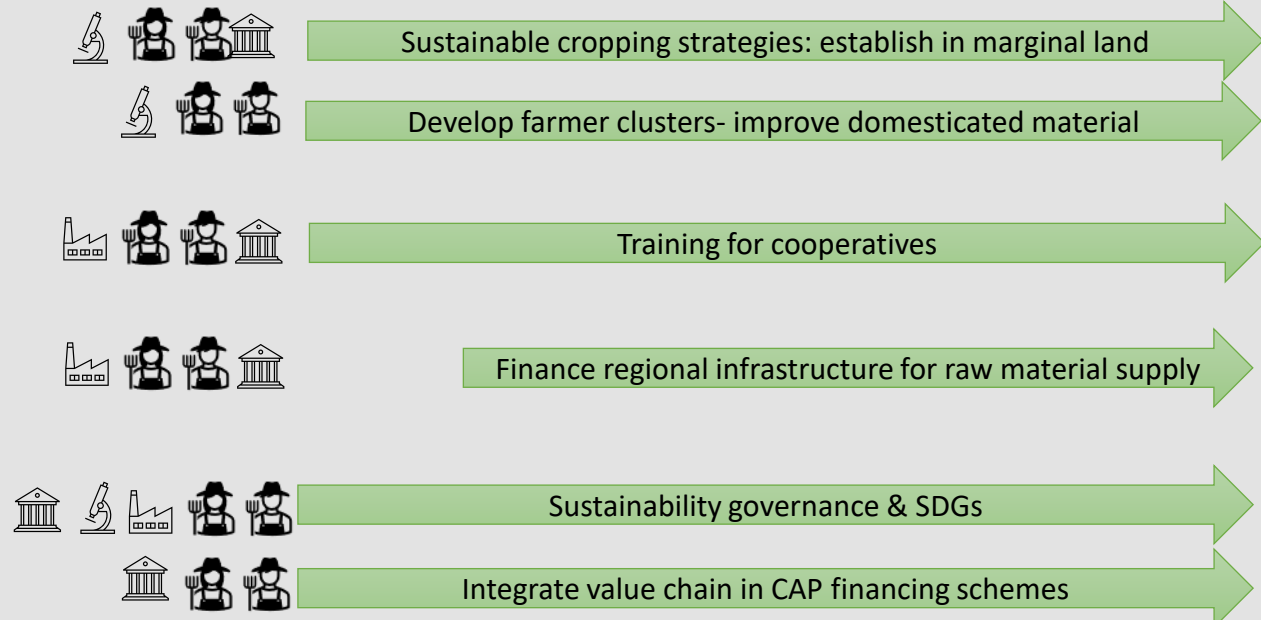 Sustainable cropping strategies: establish in marginal land
Develop farmer clusters- improve domesticated material
Training for cooperatives
Finance regional infrastructure for raw material supply
Sustainability governance & SDGs
Integrate value chain in CAP financing schemes